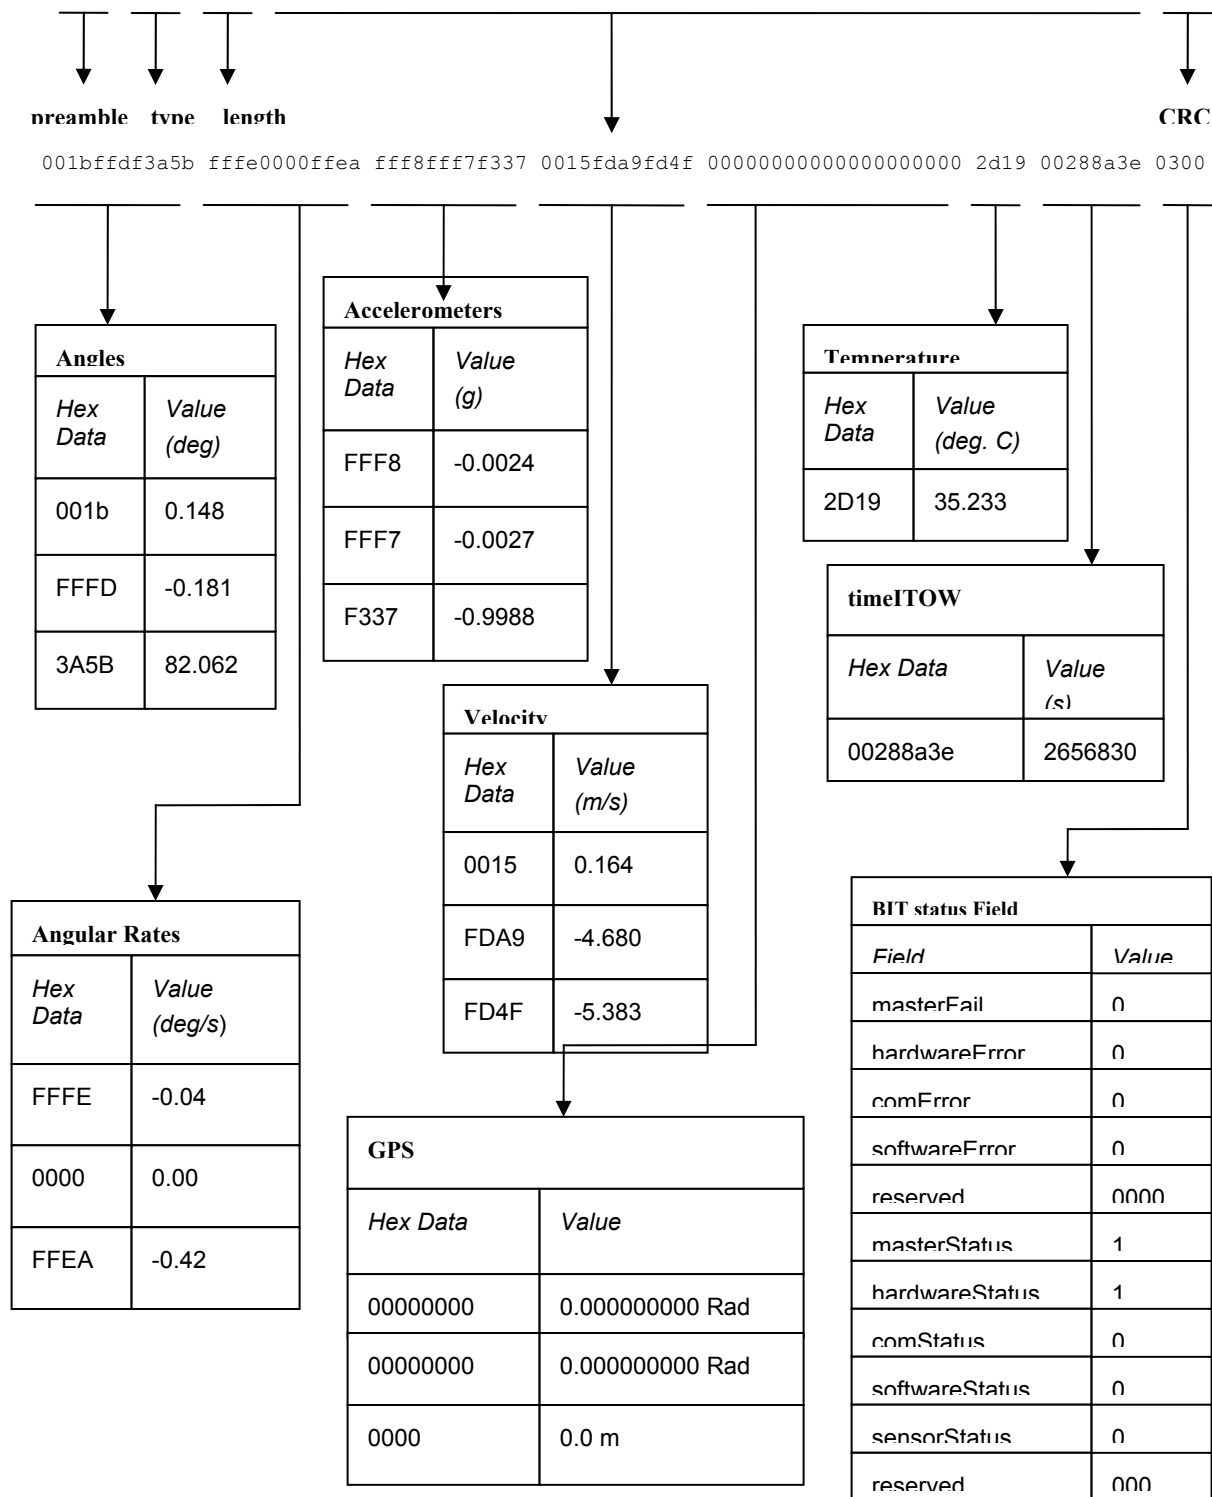 preamble type length CRC
001bffdf3a5b fffe0000ffea fff8fff7f337 0015fda9fd4f 00000000000000000000 2d19 00288a3e 0300
Angles
Hex Data Value (deg)
001b 0.148
FFFD -0.181
3A5B 82.062
Accelerometers
Hex Data Value (g)
FFF8 -0.0024
FFF7 -0.0027
F337 -0.9988
Temperature
Hex Data Value (deg. C)
2D19 35.233
timeITOW
Hex Data Value (s)
00288a3e 2656830
Velocity
Hex Data Value (m/s)
0015 0.164
FDA9 -4.680
FD4F -5.383
Angular Rates
Hex Data Value (deg/s)
FFFE -0.04
0000 0.00
FFEA -0.42
GPS
Hex Data Value
00000000 0.000000000 Rad
00000000 0.000000000 Rad
0000 0.0 m
BIT status Field
Field Value
masterFail 0
hardwareError 0
comError 0
softwareError 0
reserved 0000
masterStatus 1
hardwareStatus 1
comStatus 0
softwareStatus 0
sensorStatus 0
reserved 000